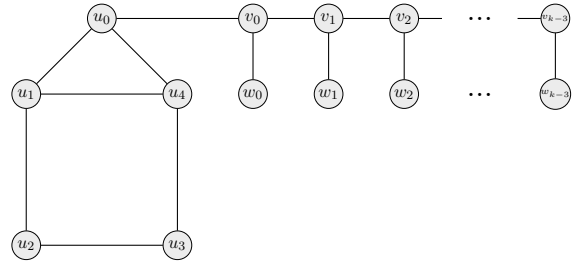 u₀ v₀ v₁ v₂ ··· vₖ₋₃
u₁ u₄ w₀ w₁ w₂ ··· wₖ₋₃
u₂ u₃